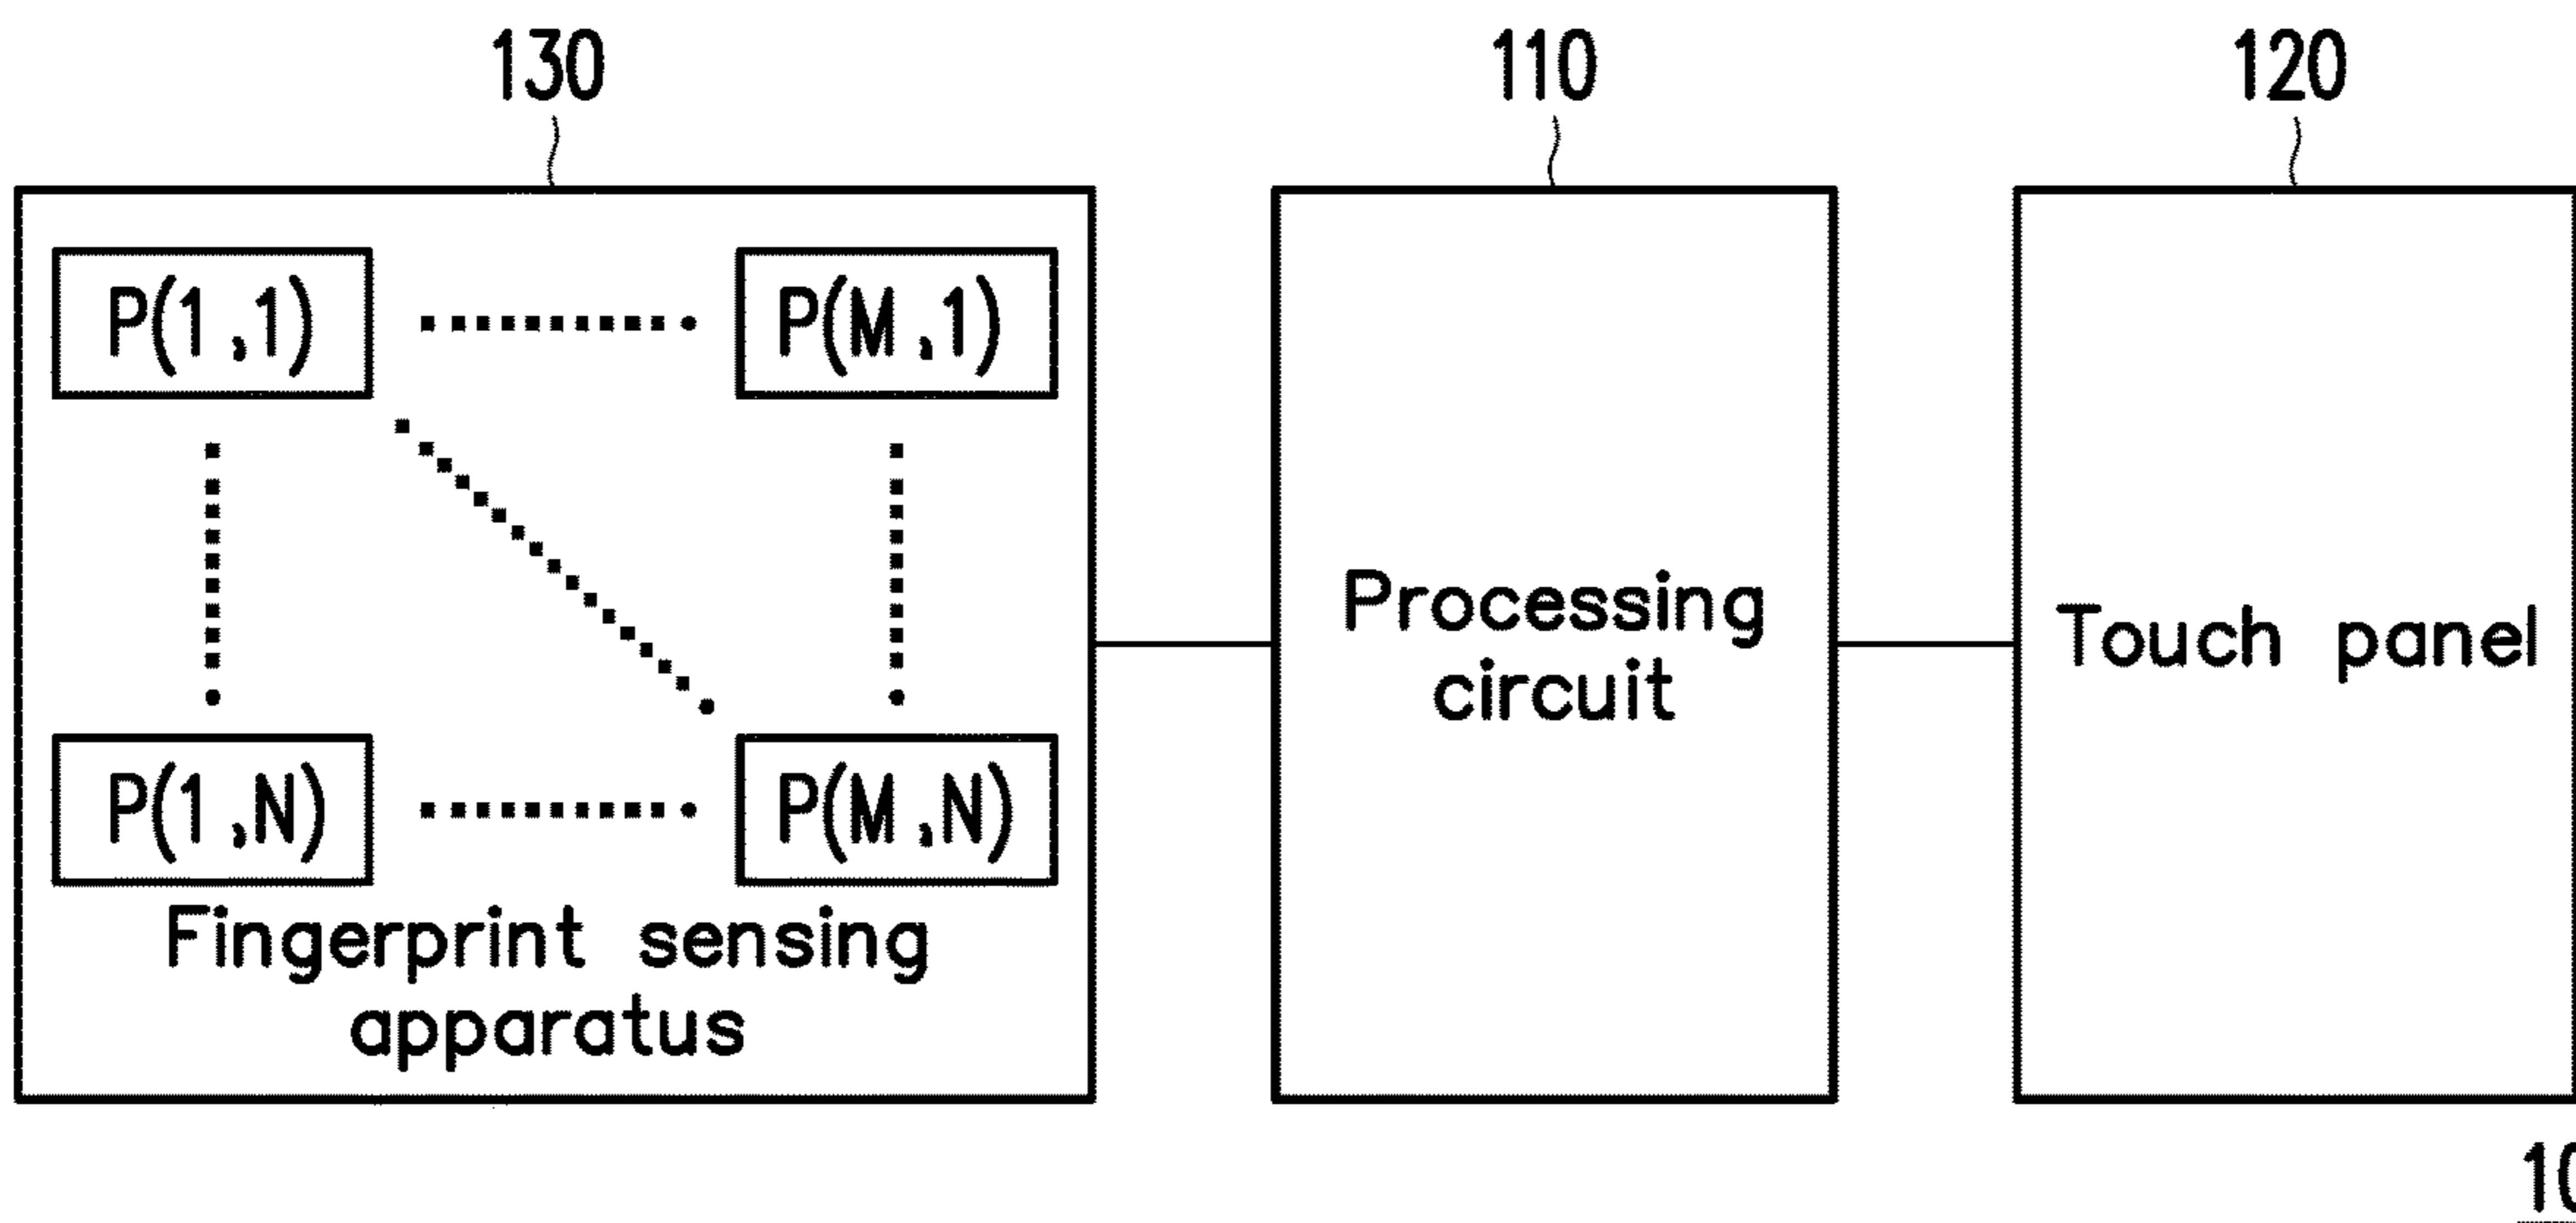 130 110 120
P(1,1) P(M,1)
P(1,N) P(M,N)
Fingerprint sensing
apparatus
Processing
circuit
Touch panel